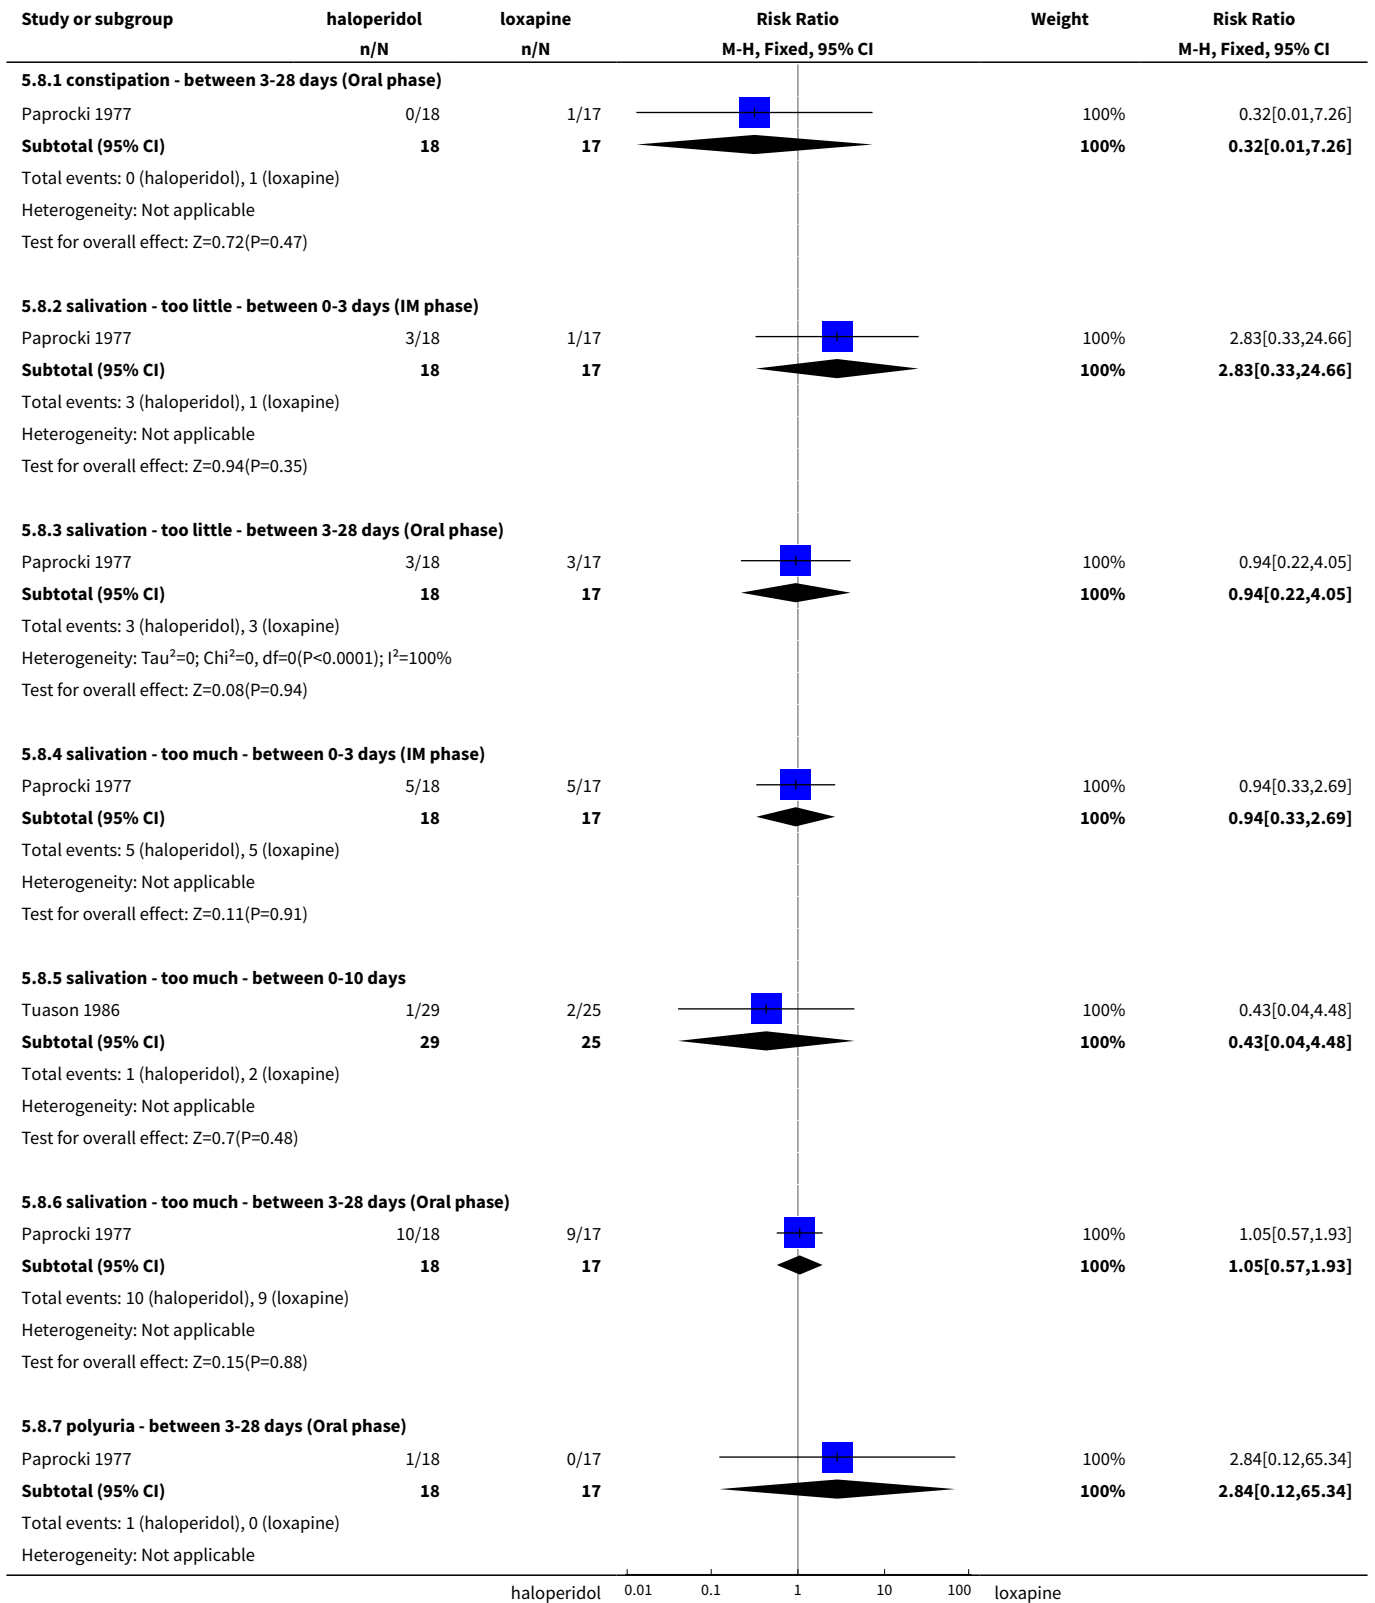 Study or subgroup haloperidol loxapine Risk Ratio Weight Risk Ratio
n/N n/N M-H, Fixed, 95% CI M-H, Fixed, 95% CI
5.8.1 constipation - between 3-28 days (Oral phase)
Paprocki 1977 0/18 1/17 100% 0.32[0.01,7.26]
Subtotal (95% CI) 18 17 100% 0.32[0.01,7.26]
Total events: 0 (haloperidol), 1 (loxapine)
Heterogeneity: Not applicable
Test for overall effect: Z=0.72(P=0.47)
5.8.2 salivation - too little - between 0-3 days (IM phase)
Paprocki 1977 3/18 1/17 100% 2.83[0.33,24.66]
Subtotal (95% CI) 18 17 100% 2.83[0.33,24.66]
Total events: 3 (haloperidol), 1 (loxapine)
Heterogeneity: Not applicable
Test for overall effect: Z=0.94(P=0.35)
5.8.3 salivation - too little - between 3-28 days (Oral phase)
Paprocki 1977 3/18 3/17 100% 0.94[0.22,4.05]
Subtotal (95% CI) 18 17 100% 0.94[0.22,4.05]
Total events: 3 (haloperidol), 3 (loxapine)
Heterogeneity: Tau²=0; Chi²=0, df=0(P<0.0001); I²=100%
Test for overall effect: Z=0.08(P=0.94)
5.8.4 salivation - too much - between 0-3 days (IM phase)
Paprocki 1977 5/18 5/17 100% 0.94[0.33,2.69]
Subtotal (95% CI) 18 17 100% 0.94[0.33,2.69]
Total events: 5 (haloperidol), 5 (loxapine)
Heterogeneity: Not applicable
Test for overall effect: Z=0.11(P=0.91)
5.8.5 salivation - too much - between 0-10 days
Tuason 1986 1/29 2/25 100% 0.43[0.04,4.48]
Subtotal (95% CI) 29 25 100% 0.43[0.04,4.48]
Total events: 1 (haloperidol), 2 (loxapine)
Heterogeneity: Not applicable
Test for overall effect: Z=0.7(P=0.48)
5.8.6 salivation - too much - between 3-28 days (Oral phase)
Paprocki 1977 10/18 9/17 100% 1.05[0.57,1.93]
Subtotal (95% CI) 18 17 100% 1.05[0.57,1.93]
Total events: 10 (haloperidol), 9 (loxapine)
Heterogeneity: Not applicable
Test for overall effect: Z=0.15(P=0.88)
5.8.7 polyuria - between 3-28 days (Oral phase)
Paprocki 1977 1/18 0/17 100% 2.84[0.12,65.34]
Subtotal (95% CI) 18 17 100% 2.84[0.12,65.34]
Total events: 1 (haloperidol), 0 (loxapine)
Heterogeneity: Not applicable
haloperidol 0.01 0.1 1 10 100 loxapine